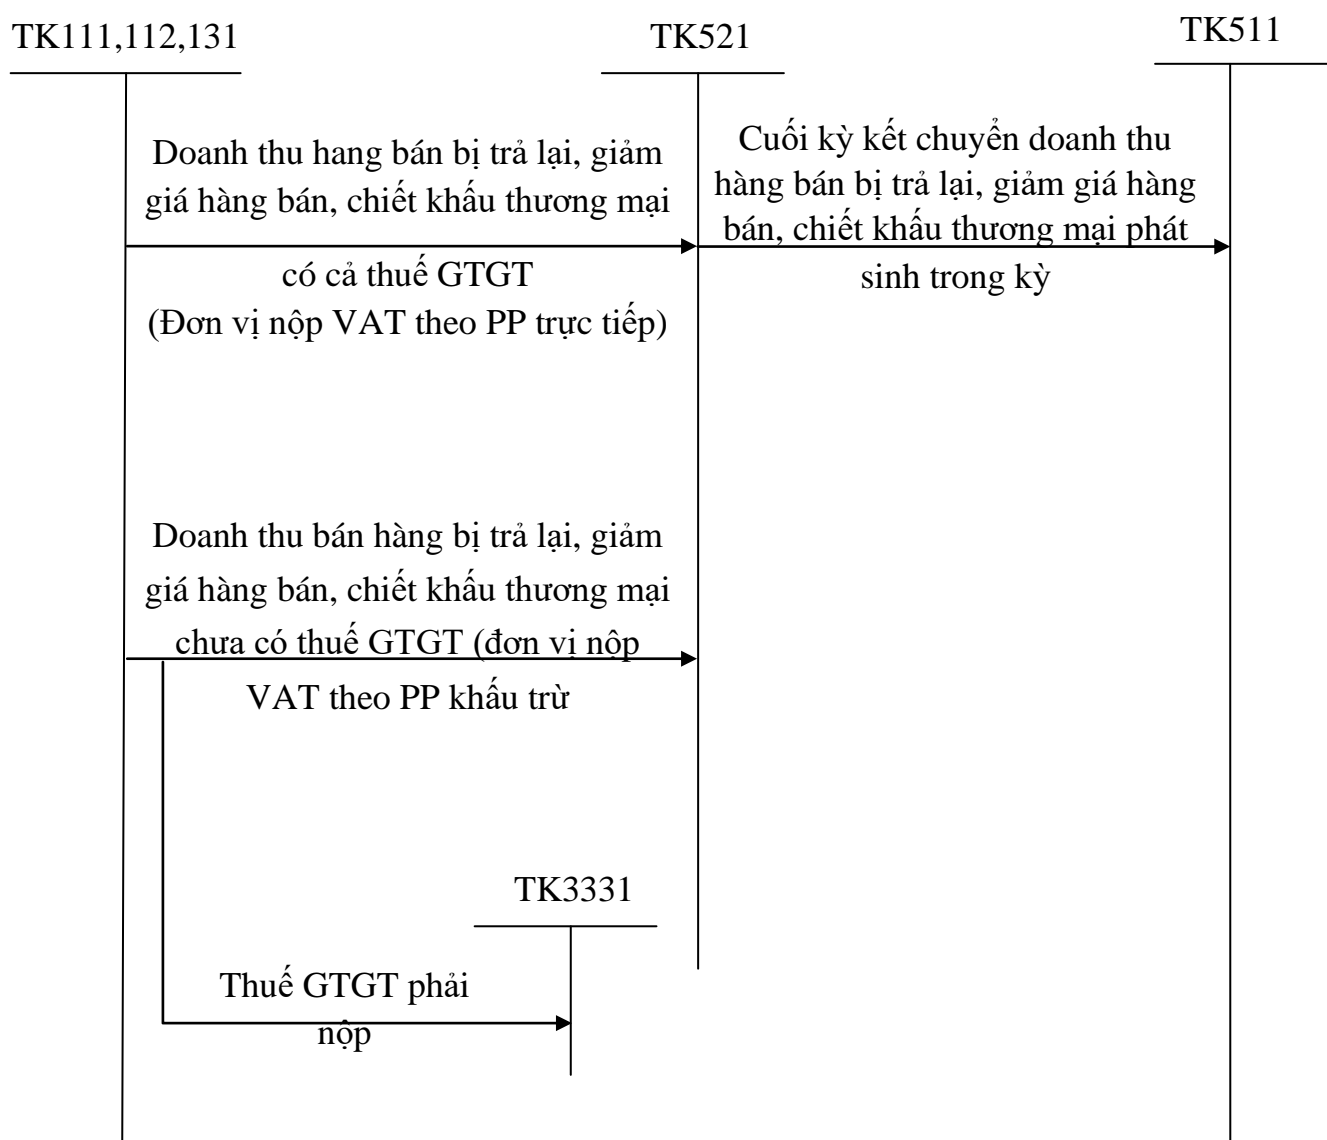 TK111,112,131
TK521
TK511
Doanh thu hang bán bị trả lại, giảm
giá hàng bán, chiết khấu thương mại
có cả thuế GTGT
(Đơn vị nộp VAT theo PP trực tiếp)
Cuối kỳ kết chuyển doanh thu
hàng bán bị trả lại, giảm giá hàng
bán, chiết khấu thương mại phát
sinh trong kỳ
Doanh thu bán hàng bị trả lại, giảm
giá hàng bán, chiết khấu thương mại
chưa có thuế GTGT (đơn vị nộp
VAT theo PP khấu trừ
TK3331
Thuế GTGT phải
nộp